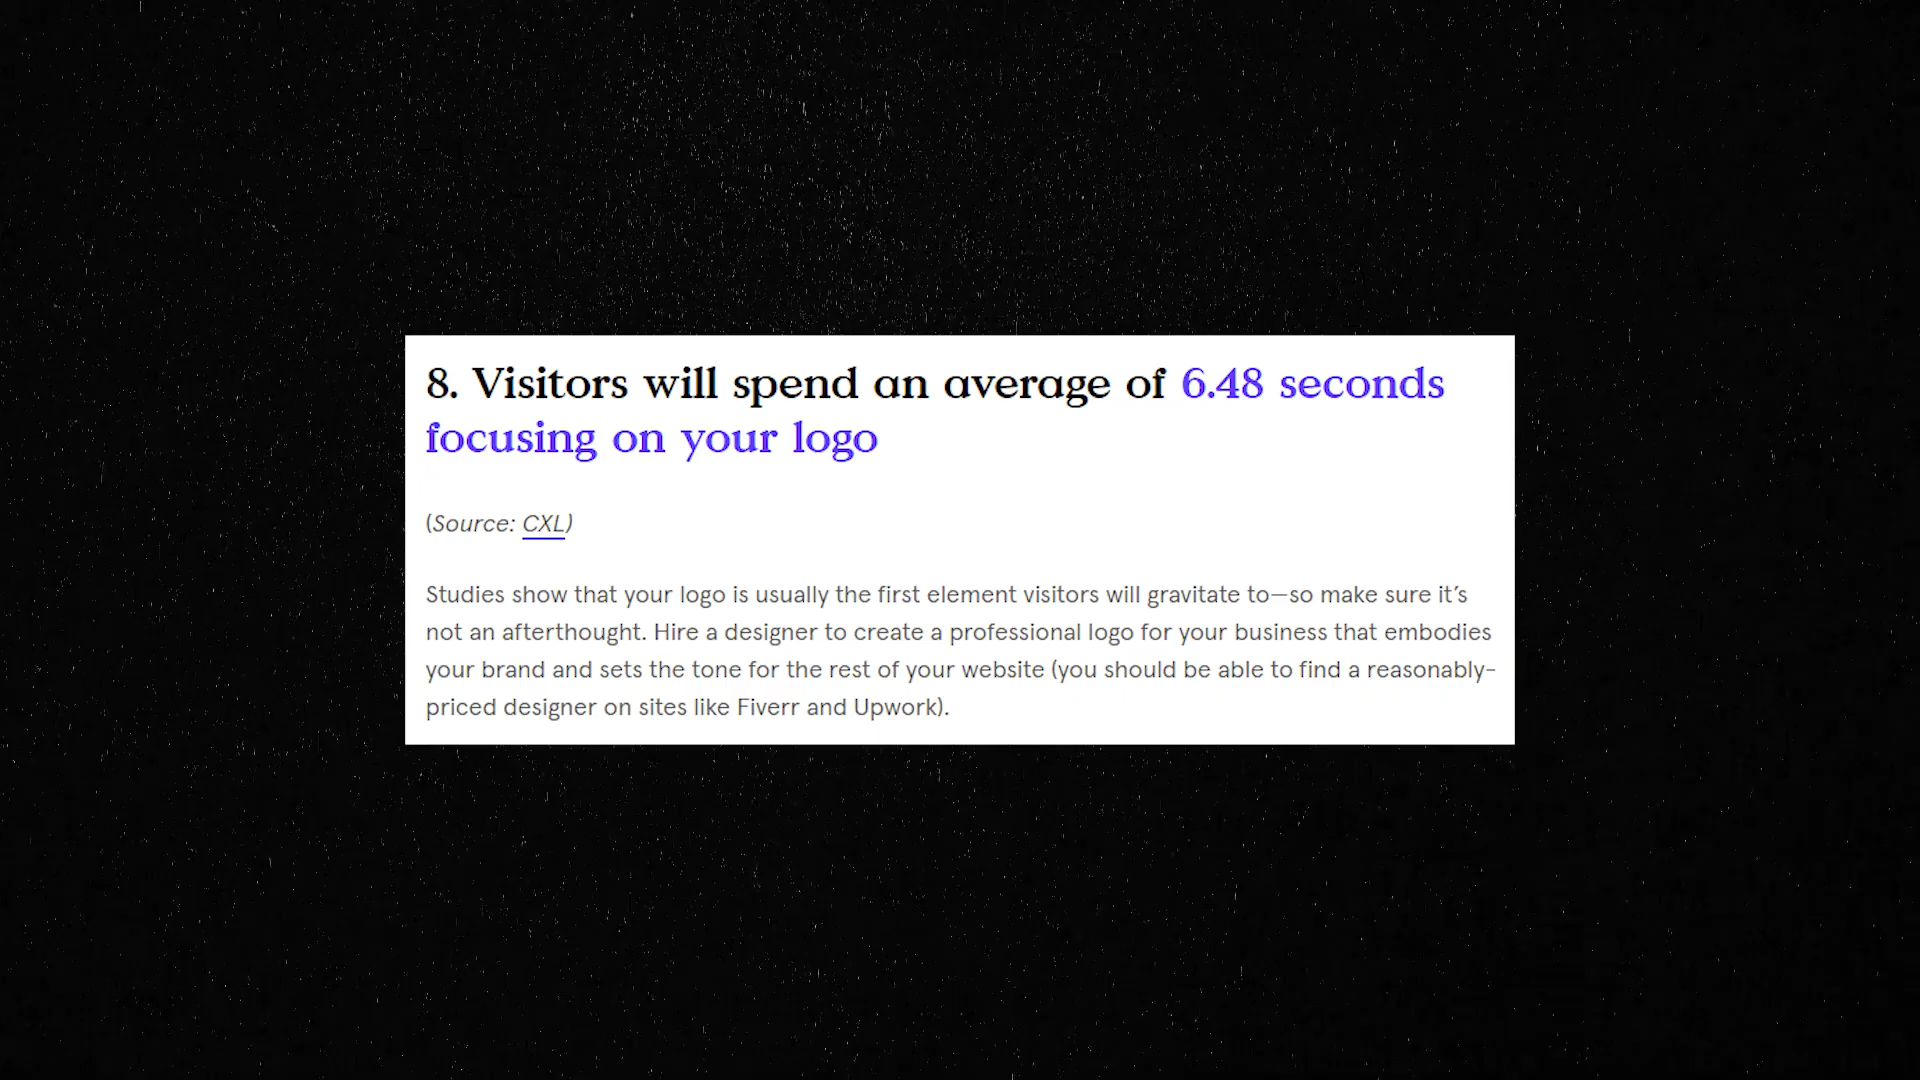 8. Visitors will spend an average of 6.48 seconds
focusing on your logo
(Source: CXL)
Studies show that your logo is usually the first element visitors will gravitate to—so make sure it’s
not an afterthought. Hire a designer to create a professional logo for your business that embodies
your brand and sets the tone for the rest of your website (you should be able to find a reasonably-
priced designer on sites like Fiverr and Upwork).